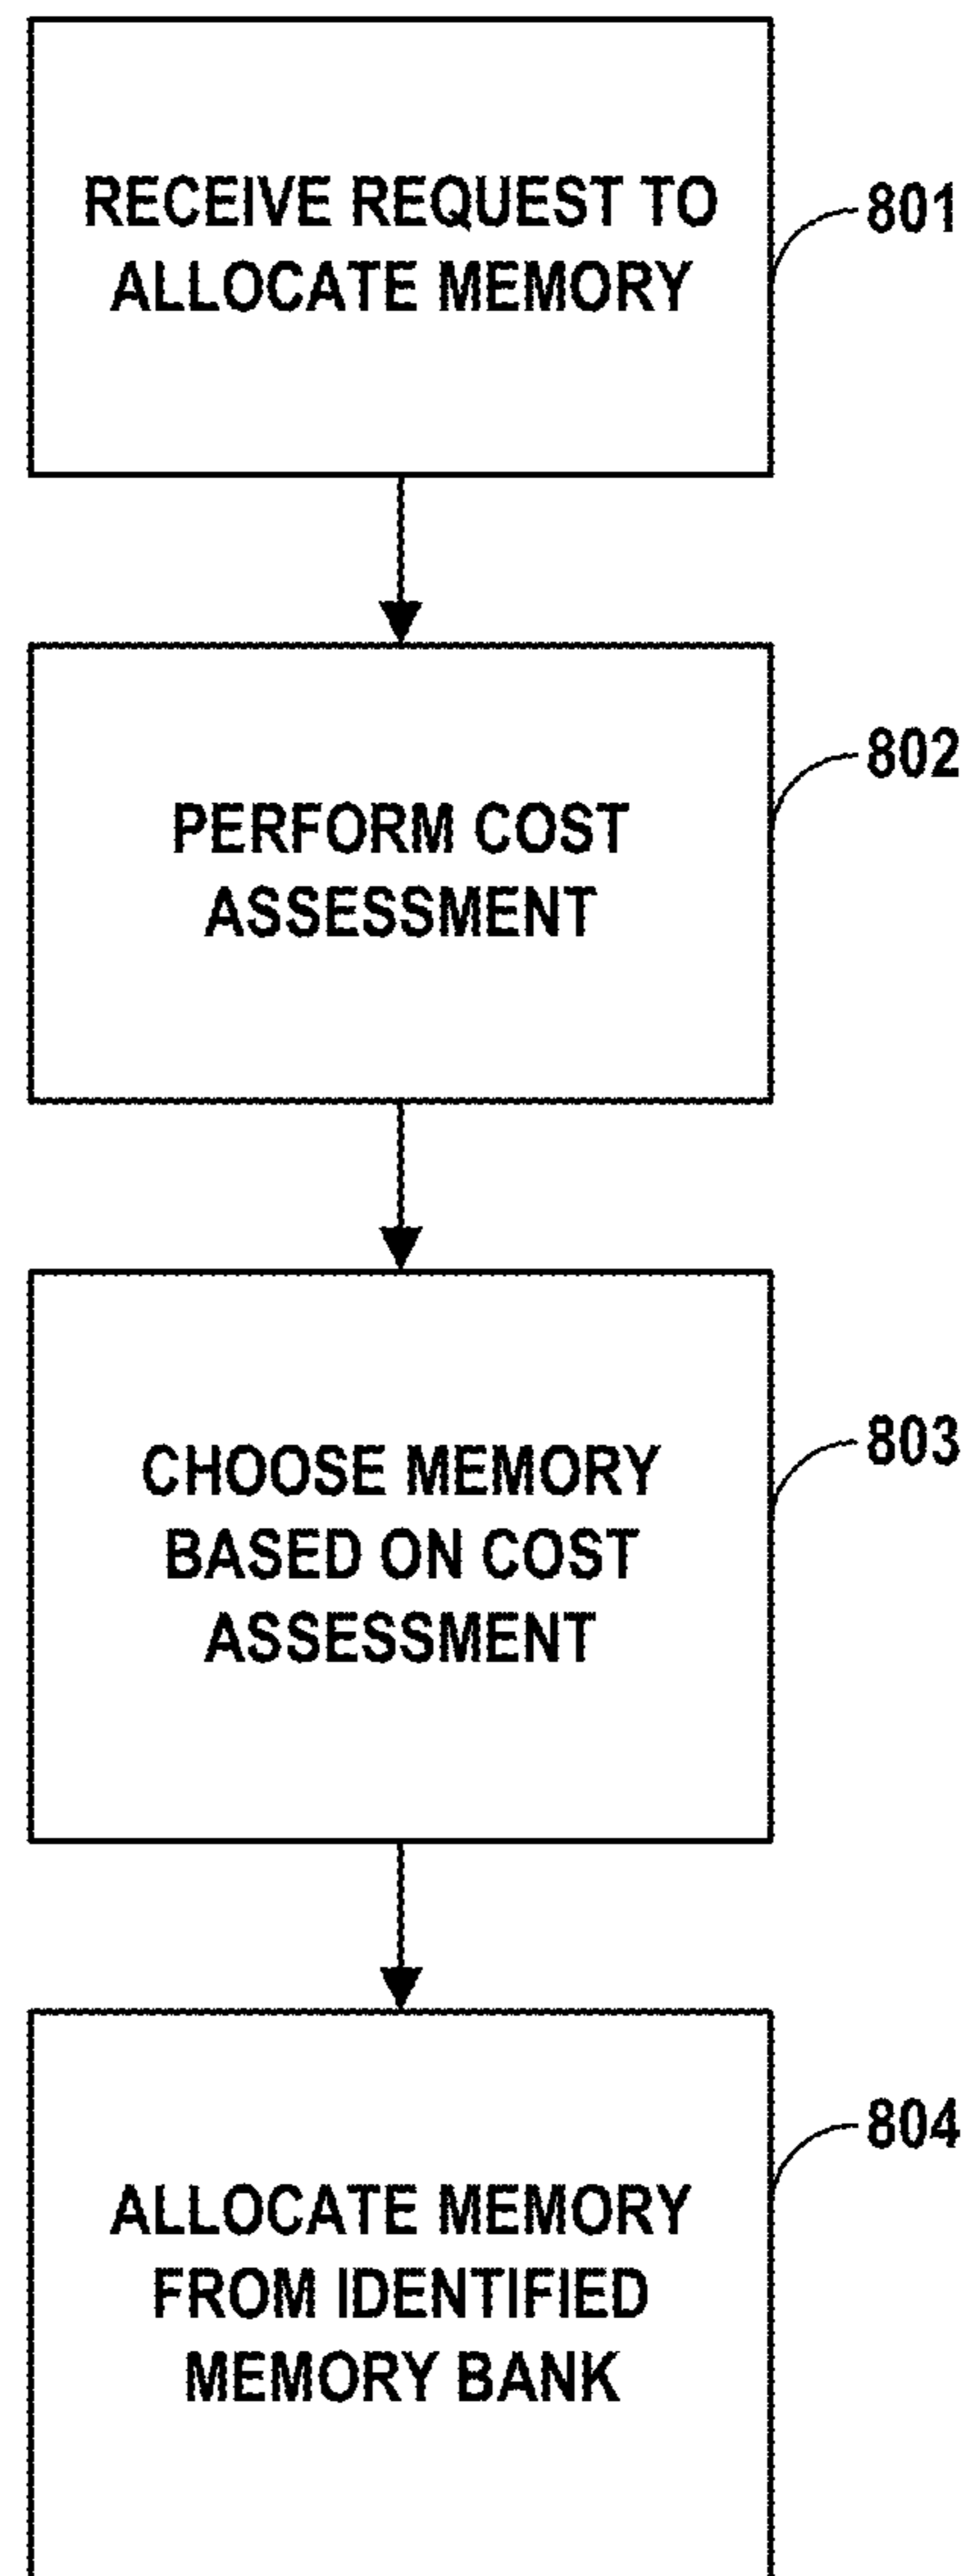 RECEIVE REQUEST TO
ALLOCATE MEMORY
801
PERFORM COST
ASSESSMENT
802
CHOOSE MEMORY
BASED ON COST
ASSESSMENT
803
ALLOCATE MEMORY
FROM IDENTIFIED
MEMORY BANK
804